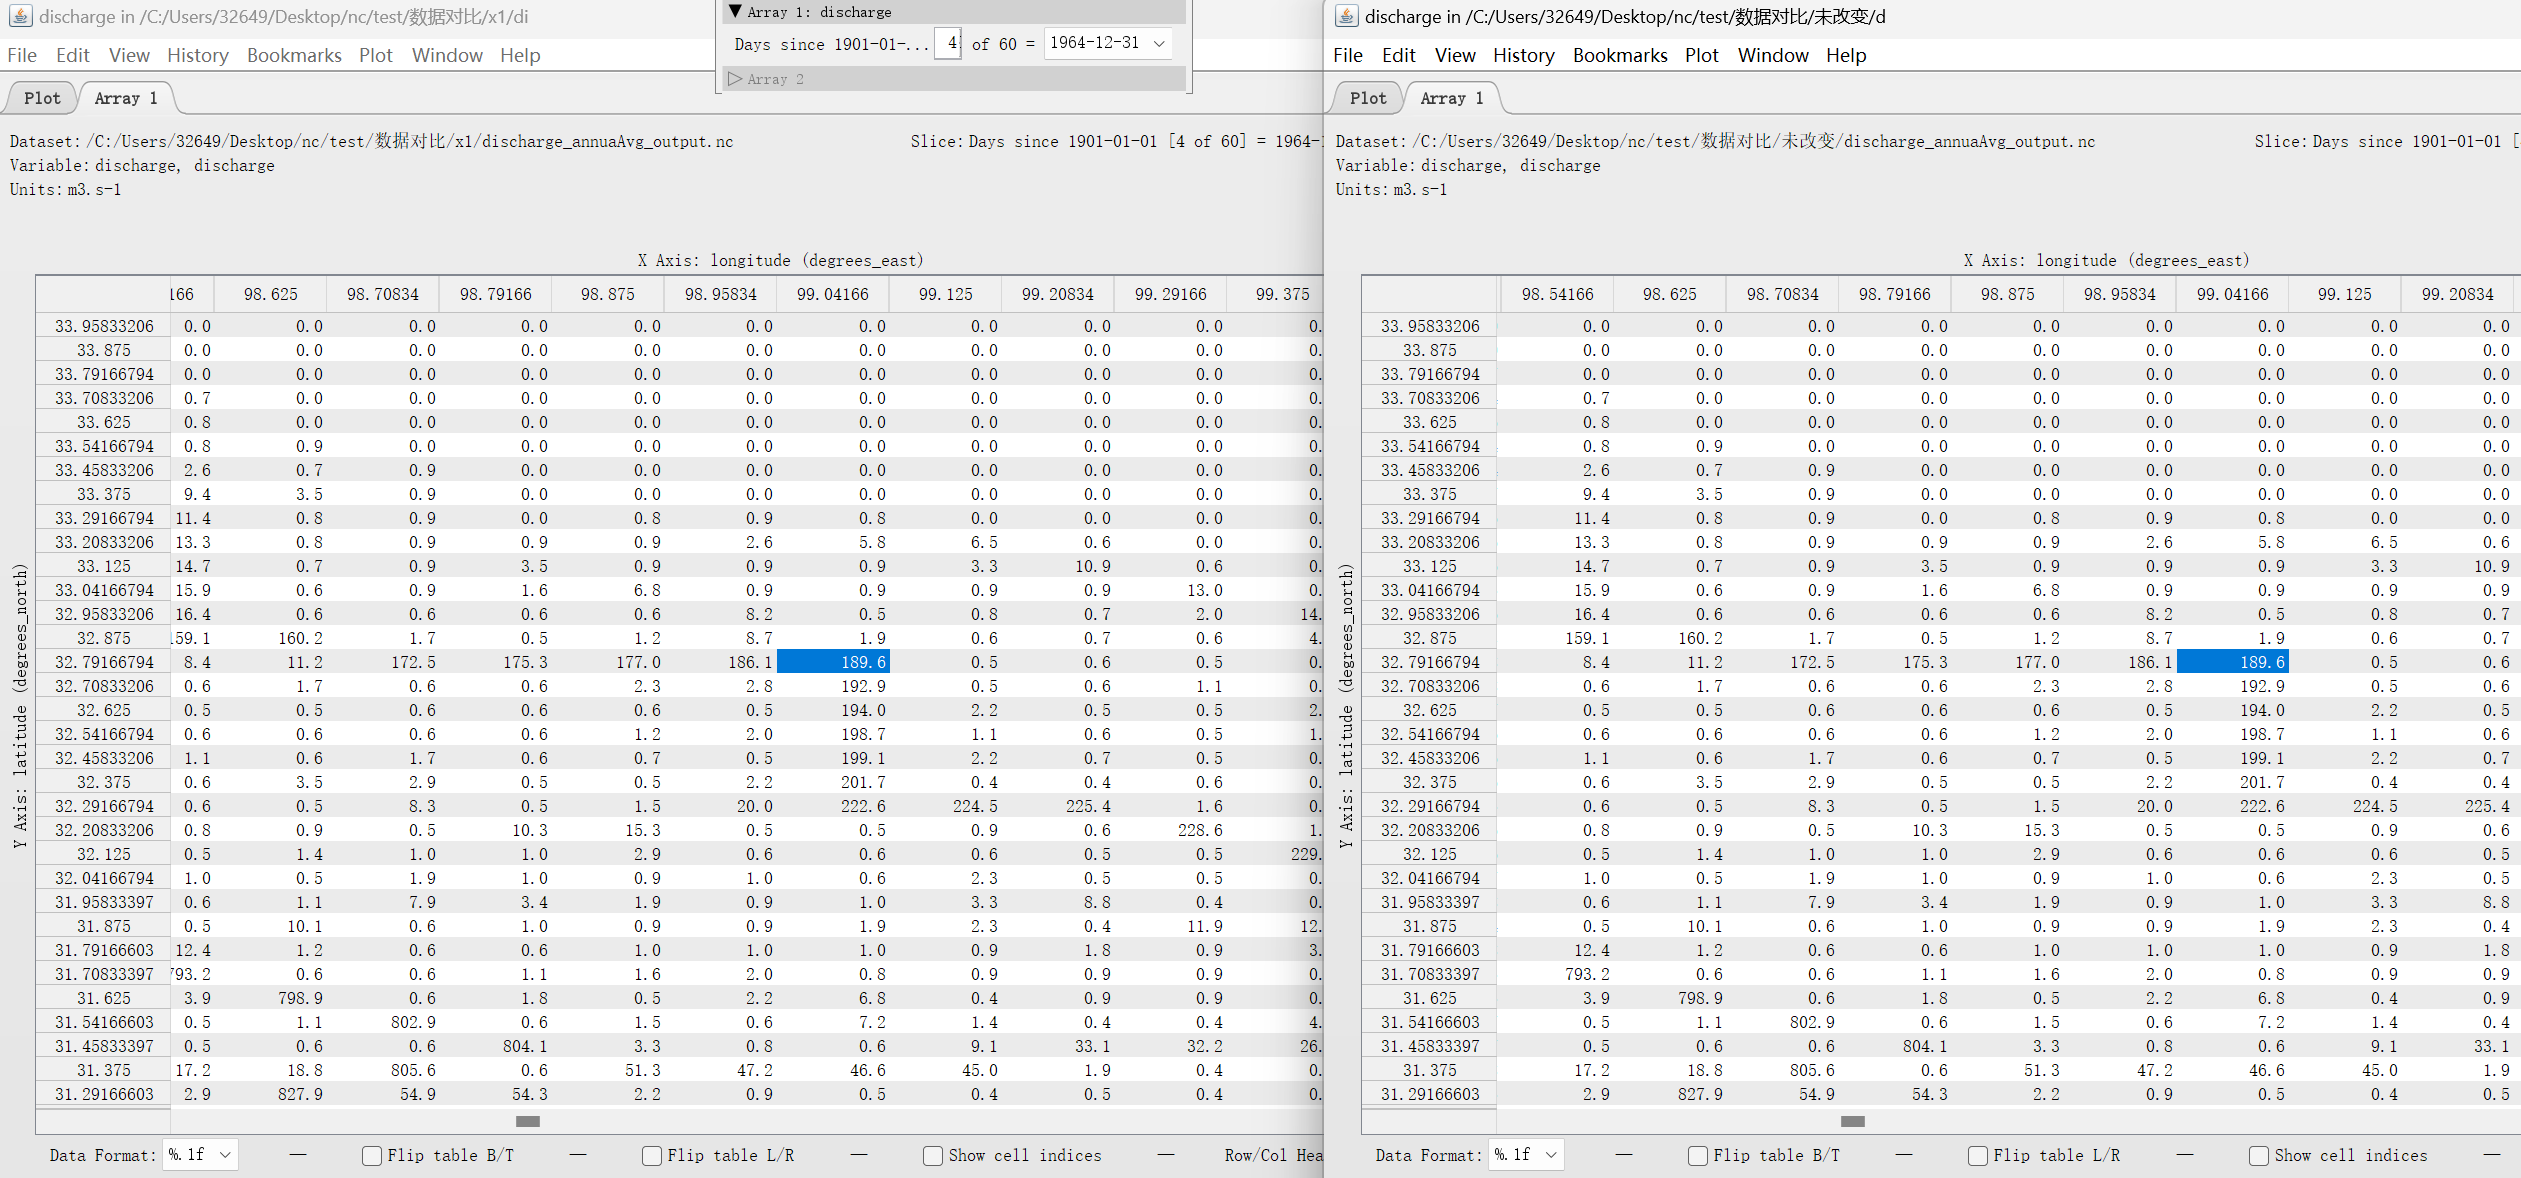 discharge in /C:/Users/32649/Desktop/nc/test/数据对比/x1/di
File Edit View History Bookmarks Plot Window Help
Plot Array 1
▼ Array 1: discharge
Days since 1901-01-... 4 of 60 = 1964-12-31
▷ Array 2
Dataset: /C:/Users/32649/Desktop/nc/test/数据对比/x1/discharge_annuaAvg_output.nc Slice: Days since 1901-01-01 [4 of 60] = 1964-
Variable: discharge, discharge
Units: m3.s-1
X Axis: longitude (degrees_east)
Y Axis: latitude (degrees_north)
166 98.625 98.70834 98.79166 98.875 98.95834 99.04166 99.125 99.20834 99.29166 99.375
33.95833206 0.0 0.0 0.0 0.0 0.0 0.0 0.0 0.0 0.0 0.0 0.
33.875 0.0 0.0 0.0 0.0 0.0 0.0 0.0 0.0 0.0 0.0 0.
33.79166794 0.0 0.0 0.0 0.0 0.0 0.0 0.0 0.0 0.0 0.0 0.
33.70833206 0.7 0.0 0.0 0.0 0.0 0.0 0.0 0.0 0.0 0.0 0.
33.625 0.8 0.0 0.0 0.0 0.0 0.0 0.0 0.0 0.0 0.0 0.
33.54166794 0.8 0.9 0.0 0.0 0.0 0.0 0.0 0.0 0.0 0.0 0.
33.45833206 2.6 0.7 0.9 0.0 0.0 0.0 0.0 0.0 0.0 0.0 0.
33.375 9.4 3.5 0.9 0.0 0.0 0.0 0.0 0.0 0.0 0.0 0.
33.29166794 11.4 0.8 0.9 0.0 0.8 0.9 0.8 0.0 0.0 0.0 0.
33.20833206 13.3 0.8 0.9 0.9 0.9 2.6 5.8 6.5 0.6 0.0 0.
33.125 14.7 0.7 0.9 3.5 0.9 0.9 0.9 3.3 10.9 0.6 0.
33.04166794 15.9 0.6 0.9 1.6 6.8 0.9 0.9 0.9 0.9 13.0 0.
32.95833206 16.4 0.6 0.6 0.6 0.6 8.2 0.5 0.8 0.7 2.0 14.
32.875 159.1 160.2 1.7 0.5 1.2 8.7 1.9 0.6 0.7 0.6 4.
32.79166794 8.4 11.2 172.5 175.3 177.0 186.1 189.6 0.5 0.6 0.5 0.
32.70833206 0.6 1.7 0.6 0.6 2.3 2.8 192.9 0.5 0.6 1.1 0.
32.625 0.5 0.5 0.6 0.6 0.6 0.5 194.0 2.2 0.5 0.5 2.
32.54166794 0.6 0.6 0.6 0.6 1.2 2.0 198.7 1.1 0.6 0.5 1.
32.45833206 1.1 0.6 1.7 0.6 0.7 0.5 199.1 2.2 0.7 0.5 0.
32.375 0.6 3.5 2.9 0.5 0.5 2.2 201.7 0.4 0.4 0.6 0.
32.29166794 0.6 0.5 8.3 0.5 1.5 20.0 222.6 224.5 225.4 1.6 0.
32.20833206 0.8 0.9 0.5 10.3 15.3 0.5 0.5 0.9 0.6 228.6 1.
32.125 0.5 1.4 1.0 1.0 2.9 0.6 0.6 0.6 0.5 0.5 229.
32.04166794 1.0 0.5 1.9 1.0 0.9 1.0 0.6 2.3 0.5 0.5 0.
31.95833397 0.6 1.1 7.9 3.4 1.9 0.9 1.0 3.3 8.8 0.4 0.
31.875 0.5 10.1 0.6 1.0 0.9 0.9 1.9 2.3 0.4 11.9 12.
31.79166603 12.4 1.2 0.6 0.6 1.0 1.0 1.0 0.9 1.8 0.9 3.
31.70833397 793.2 0.6 0.6 1.1 1.6 2.0 0.8 0.9 0.9 0.9 0.
31.625 3.9 798.9 0.6 1.8 0.5 2.2 6.8 0.4 0.9 0.9 0.
31.54166603 0.5 1.1 802.9 0.6 1.5 0.6 7.2 1.4 0.4 0.4 4.
31.45833397 0.5 0.6 0.6 804.1 3.3 0.8 0.6 9.1 33.1 32.2 26.
31.375 17.2 18.8 805.6 0.6 51.3 47.2 46.6 45.0 1.9 0.4 0.
31.29166603 2.9 827.9 54.9 54.3 2.2 0.9 0.5 0.4 0.5 0.4 0.
Data Format: %.1f — Flip table B/T — Flip table L/R — Show cell indices — Row/Col Hea
discharge in /C:/Users/32649/Desktop/nc/test/数据对比/未改变/d
File Edit View History Bookmarks Plot Window Help
Plot Array 1
Dataset: /C:/Users/32649/Desktop/nc/test/数据对比/未改变/discharge_annuaAvg_output.nc Slice: Days since 1901-01-01 [
Variable: discharge, discharge
Units: m3.s-1
X Axis: longitude (degrees_east)
Y Axis: latitude (degrees_north)
98.54166 98.625 98.70834 98.79166 98.875 98.95834 99.04166 99.125 99.20834
33.95833206 0.0 0.0 0.0 0.0 0.0 0.0 0.0 0.0 0.0
33.875 0.0 0.0 0.0 0.0 0.0 0.0 0.0 0.0 0.0
33.79166794 0.0 0.0 0.0 0.0 0.0 0.0 0.0 0.0 0.0
33.70833206 0.7 0.0 0.0 0.0 0.0 0.0 0.0 0.0 0.0
33.625 0.8 0.0 0.0 0.0 0.0 0.0 0.0 0.0 0.0
33.54166794 0.8 0.9 0.0 0.0 0.0 0.0 0.0 0.0 0.0
33.45833206 2.6 0.7 0.9 0.0 0.0 0.0 0.0 0.0 0.0
33.375 9.4 3.5 0.9 0.0 0.0 0.0 0.0 0.0 0.0
33.29166794 11.4 0.8 0.9 0.0 0.8 0.9 0.8 0.0 0.0
33.20833206 13.3 0.8 0.9 0.9 0.9 2.6 5.8 6.5 0.6
33.125 14.7 0.7 0.9 3.5 0.9 0.9 0.9 3.3 10.9
33.04166794 15.9 0.6 0.9 1.6 6.8 0.9 0.9 0.9 0.9
32.95833206 16.4 0.6 0.6 0.6 0.6 8.2 0.5 0.8 0.7
32.875 159.1 160.2 1.7 0.5 1.2 8.7 1.9 0.6 0.7
32.79166794 8.4 11.2 172.5 175.3 177.0 186.1 189.6 0.5 0.6
32.70833206 0.6 1.7 0.6 0.6 2.3 2.8 192.9 0.5 0.6
32.625 0.5 0.5 0.6 0.6 0.6 0.5 194.0 2.2 0.5
32.54166794 0.6 0.6 0.6 0.6 1.2 2.0 198.7 1.1 0.6
32.45833206 1.1 0.6 1.7 0.6 0.7 0.5 199.1 2.2 0.7
32.375 0.6 3.5 2.9 0.5 0.5 2.2 201.7 0.4 0.4
32.29166794 0.6 0.5 8.3 0.5 1.5 20.0 222.6 224.5 225.4
32.20833206 0.8 0.9 0.5 10.3 15.3 0.5 0.5 0.9 0.6
32.125 0.5 1.4 1.0 1.0 2.9 0.6 0.6 0.6 0.5
32.04166794 1.0 0.5 1.9 1.0 0.9 1.0 0.6 2.3 0.5
31.95833397 0.6 1.1 7.9 3.4 1.9 0.9 1.0 3.3 8.8
31.875 0.5 10.1 0.6 1.0 0.9 0.9 1.9 2.3 0.4
31.79166603 12.4 1.2 0.6 0.6 1.0 1.0 1.0 0.9 1.8
31.70833397 793.2 0.6 0.6 1.1 1.6 2.0 0.8 0.9 0.9
31.625 3.9 798.9 0.6 1.8 0.5 2.2 6.8 0.4 0.9
31.54166603 0.5 1.1 802.9 0.6 1.5 0.6 7.2 1.4 0.4
31.45833397 0.5 0.6 0.6 804.1 3.3 0.8 0.6 9.1 33.1
31.375 17.2 18.8 805.6 0.6 51.3 47.2 46.6 45.0 1.9
31.29166603 2.9 827.9 54.9 54.3 2.2 0.9 0.5 0.4 0.5
Data Format: %.1f — Flip table B/T — Flip table L/R — Show cell indices —